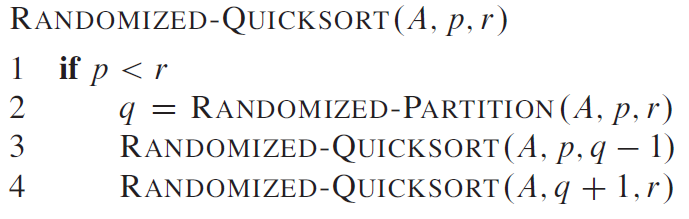 RANDOMIZED-QUICKSORT(A, p, r)
1 if p < r
2 q = RANDOMIZED-PARTITION(A, p, r)
3 RANDOMIZED-QUICKSORT(A, p, q − 1)
4 RANDOMIZED-QUICKSORT(A, q + 1, r)